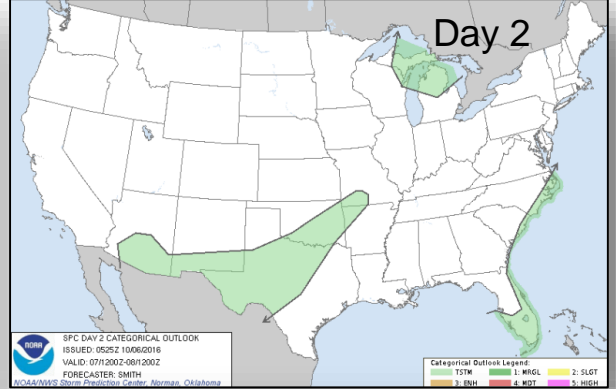 Day 2
NOAA
SPC DAY 2 CATEGORICAL OUTLOOK
ISSUED: 0525Z 10/06/2016
VALID: 07/1200Z-08/1200Z
FORECASTER: SMITH
NOAA/NWS Storm Prediction Center, Norman, Oklahoma
Categorical Outlook Legend:
TSTM 1: MRGL 2: SLGT
3: ENH 4: MDT 5: HIGH